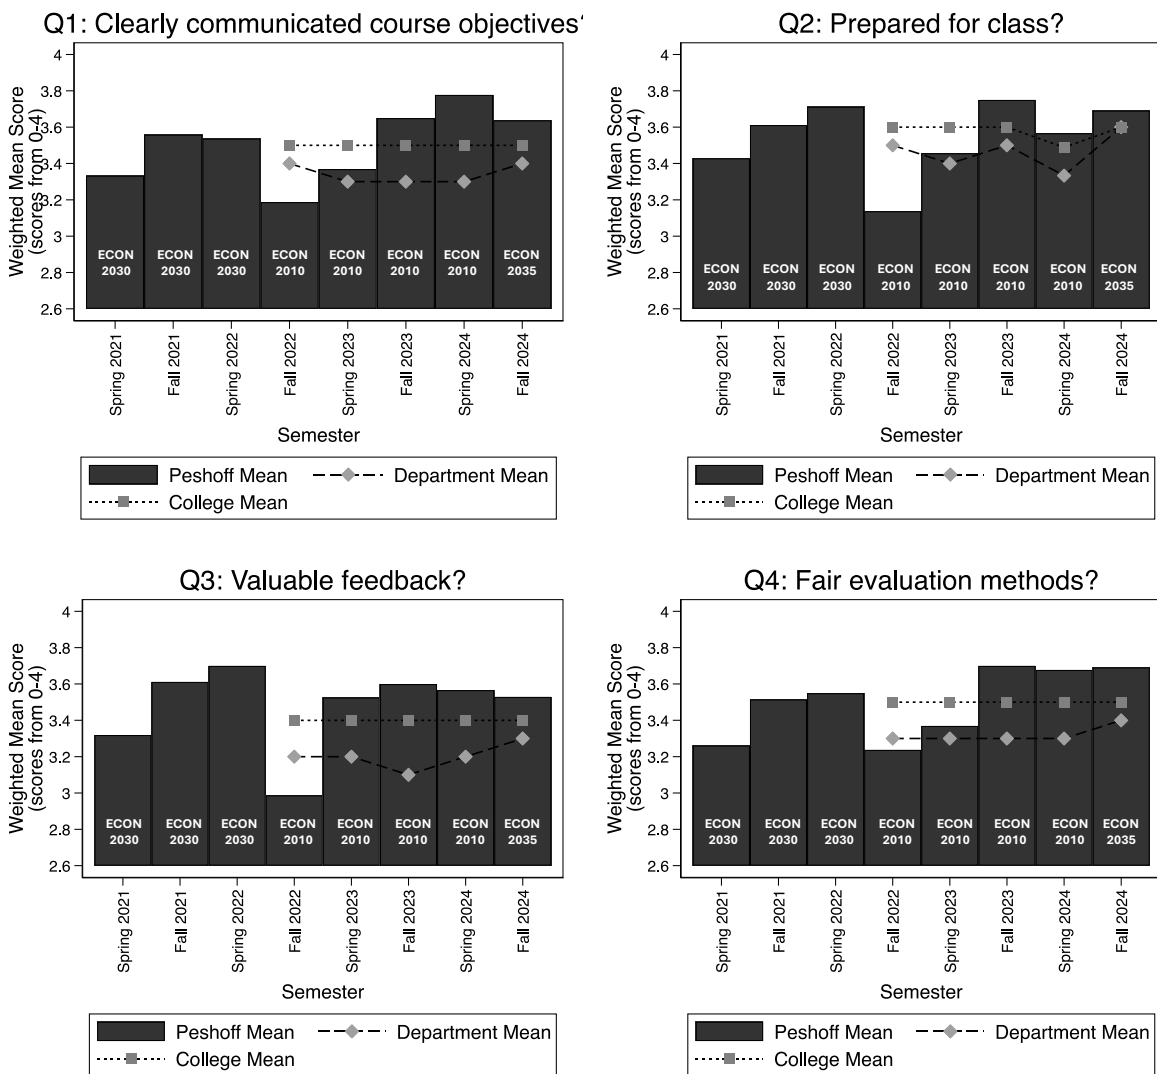 Q1: Clearly communicated course objectives
Weighted Mean Score
(scores from 0-4)
4
3.8
3.6
3.4
3.2
3
2.8
2.6
ECON 2030
ECON 2030
ECON 2030
ECON 2010
ECON 2010
ECON 2010
ECON 2010
ECON 2035
Spring 2021
Fall 2021
Spring 2022
Fall 2022
Spring 2023
Fall 2023
Spring 2024
Fall 2024
Semester
Peshoff Mean
Department Mean
College Mean
Q2: Prepared for class?
Weighted Mean Score
(scores from 0-4)
4
3.8
3.6
3.4
3.2
3
2.8
2.6
ECON 2030
ECON 2030
ECON 2030
ECON 2010
ECON 2010
ECON 2010
ECON 2010
ECON 2035
Spring 2021
Fall 2021
Spring 2022
Fall 2022
Spring 2023
Fall 2023
Spring 2024
Fall 2024
Semester
Peshoff Mean
Department Mean
College Mean
Q3: Valuable feedback?
Weighted Mean Score
(scores from 0-4)
4
3.8
3.6
3.4
3.2
3
2.8
2.6
ECON 2030
ECON 2030
ECON 2030
ECON 2010
ECON 2010
ECON 2010
ECON 2010
ECON 2035
Spring 2021
Fall 2021
Spring 2022
Fall 2022
Spring 2023
Fall 2023
Spring 2024
Fall 2024
Semester
Peshoff Mean
Department Mean
College Mean
Q4: Fair evaluation methods?
Weighted Mean Score
(scores from 0-4)
4
3.8
3.6
3.4
3.2
3
2.8
2.6
ECON 2030
ECON 2030
ECON 2030
ECON 2010
ECON 2010
ECON 2010
ECON 2010
ECON 2035
Spring 2021
Fall 2021
Spring 2022
Fall 2022
Spring 2023
Fall 2023
Spring 2024
Fall 2024
Semester
Peshoff Mean
Department Mean
College Mean